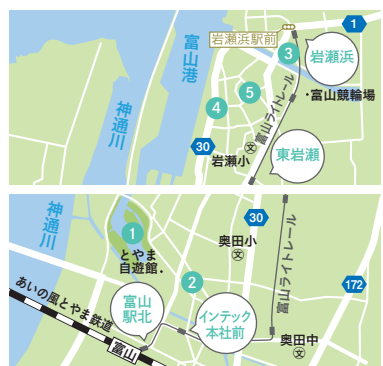 1
岩瀬浜駅前
富山港
3
岩瀬浜
神通川
5
・富山競輪場
4
富山ライトレール
30
岩瀬小
文
東岩瀬
神通川
1
とやま
自遊館.
30
奥田小
文
富山ライトレール
2
172
あいの風とやま鉄道
富山
駅北
インテック
本社前
奥田中
文
富山